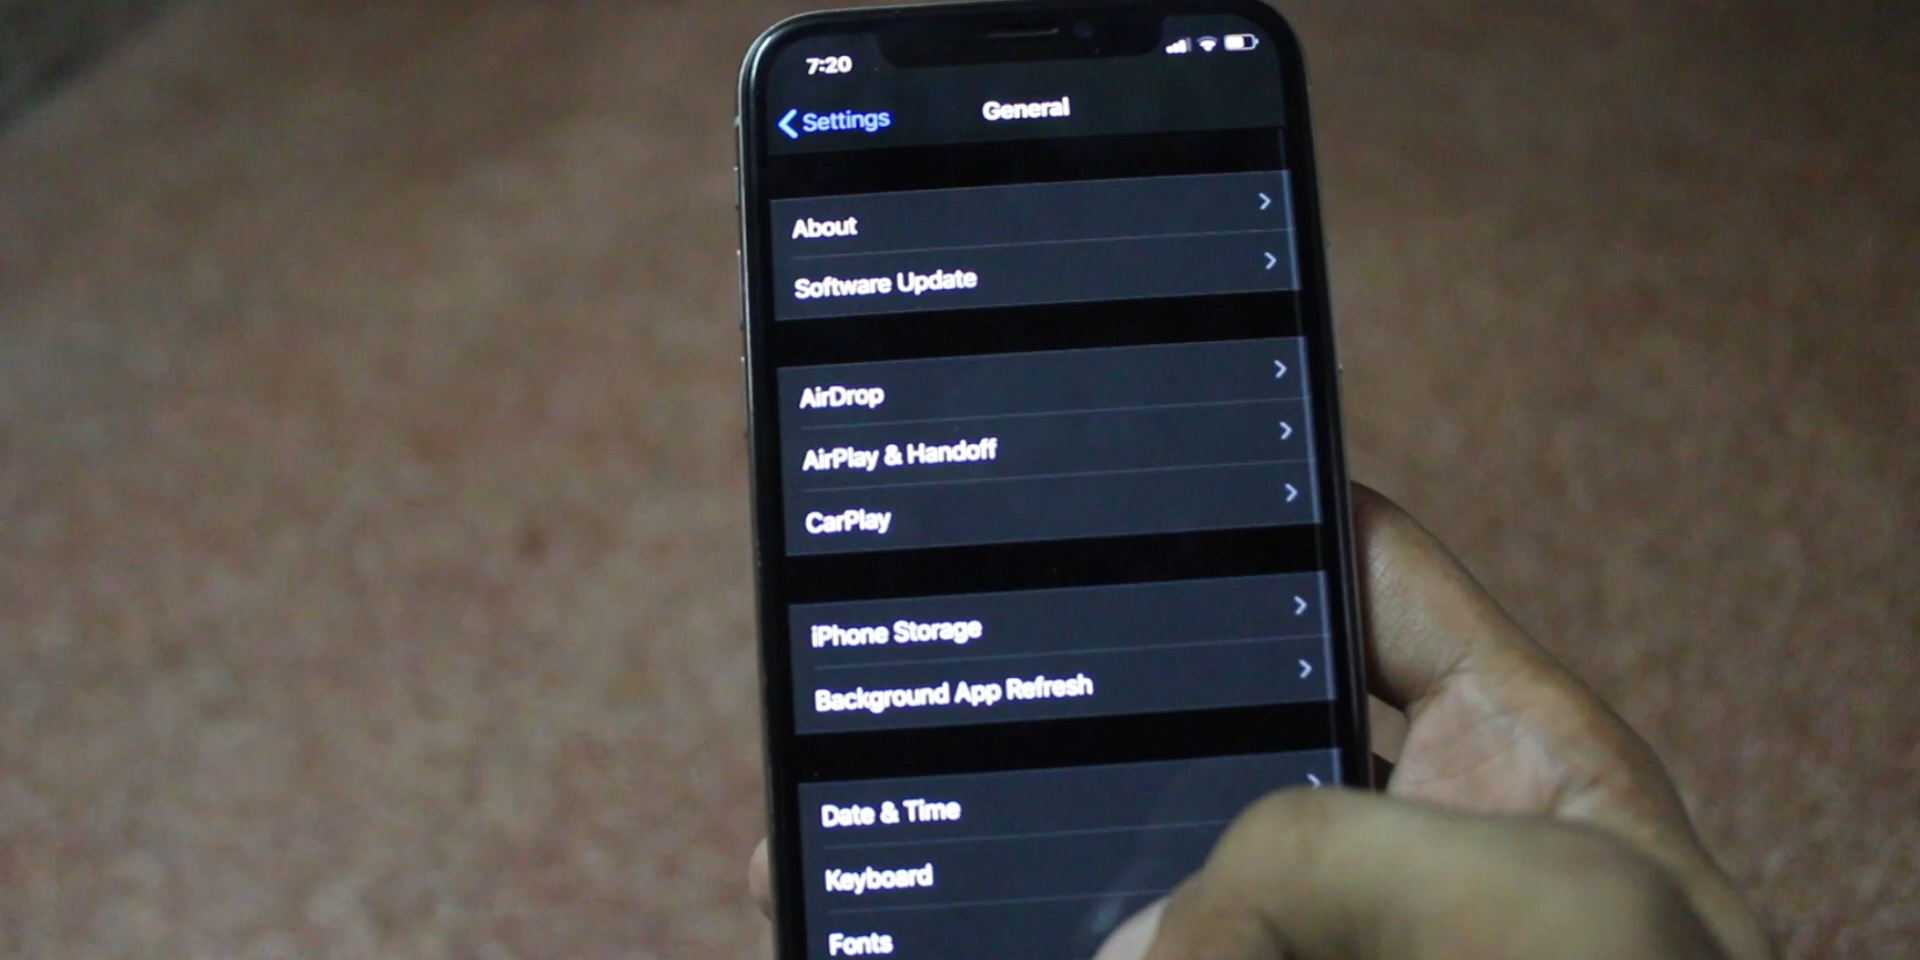 7:20
Settings
General
About
Software Update
AirDrop
AirPlay & Handoff
CarPlay
iPhone Storage
Background App Refresh
Date & Time
Keyboard
Fonts